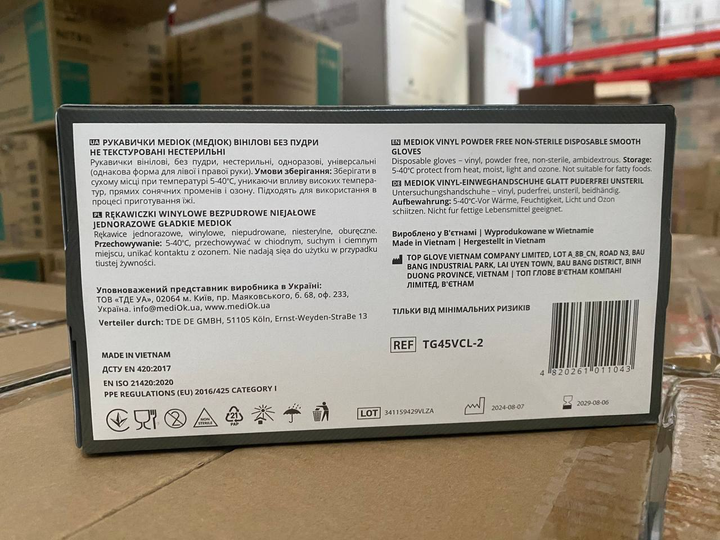 NITRIL
UA РУКАВИЧКИ MEDIOK (МЕДІОК) ВІНІЛОВІ БЕЗ ПУДРИ
НЕ ТЕКСТУРОВАНІ НЕСТЕРИЛЬНІ
Рукавички вінілові, без пудри, нестерильні, одноразові, універсальні
(однакова форма для лівої і правої руки). Умови зберігання: Зберігати в
сухому місці при температурі 5-40℃, уникаючи впливу високих темпера-
тур, прямих сонячних променів і озону. Підходять для використання в
процесі приготування їжі.
PL RĘKAWICZKI WINYLOWE BEZPUDROWE NIEJAŁOWE
JEDNORAZOWE GŁADKIE MEDIOK
Rękawice jednorazowe, winylowe, niepudrowane, niesterylne, oburęczne.
Przechowywanie: 5-40℃, przechowywać w chłodnym, suchym i ciemnym
miejscu, unikać kontaktu z ozonem. Nie nadają się do użytku w przypadku
tłustej żywności.
Уповноважений представник виробника в Україні:
ТОВ «ТДЕ УА», 02064 м. Київ, пр. Маяковського, б. 68, оф. 233,
Україна. info@mediOk.ua, www.mediOk.ua
Verteiler durch: TDE DE GMBH, 51105 Köln, Ernst-Weyden-StraBe 13
MADE IN VIETNAM
ДСТУ EN 420:2017
EN ISO 21420:2020
PPE REGULATIONS (EU) 2016/425 CATEGORY I
NON STERILE
21
PAP
EN MEDIOK VINYL POWDER FREE NON-STERILE DISPOSABLE SMOOTH
GLOVES
Disposable gloves – vinyl, powder free, non-sterile, ambidextrous. Storage:
5-40℃ protect from heat, moist, light and ozone. Not suitable for fatty foods.
DE MEDIOK VINYL-EINWEGHANDSCHUHE GLATT PUDERFREI UNSTERIL
Untersuchungshandschuhe – vinyl, puderfrei, unsteril, beidhändig.
Aufbewahrung: 5-40℃-Vor Wärme, Feuchtigkeit, Licht und Ozon
schiitzen. Nicht fur fettige Lebensmittel geeignet.
Вироблено у В'єтнамі | Wyprodukowane w Wietnamie
Made in Vietnam | Hergestellt in Vietnam
TOP GLOVE VIETNAM COMPANY LIMITED, LOT A_8B_CN, ROAD N3, BAU
BANG INDUSTRIAL PARK, LAI UYEN TOWN, BAU BANG DISTRICT, BINH
DUONG PROVINCE, VIETNAM | ТОП ГЛОВЕ В'ЄТНАМ КОМПАНІ
ЛІМІТЕД, В'ЄТНАМ
ТІЛЬКИ ВІД МІНІМАЛЬНИХ РИЗИКІВ
REF TG45VCL-2
4 820261 011043
LOT 341159429VLZA
2024-08-07
2029-08-06